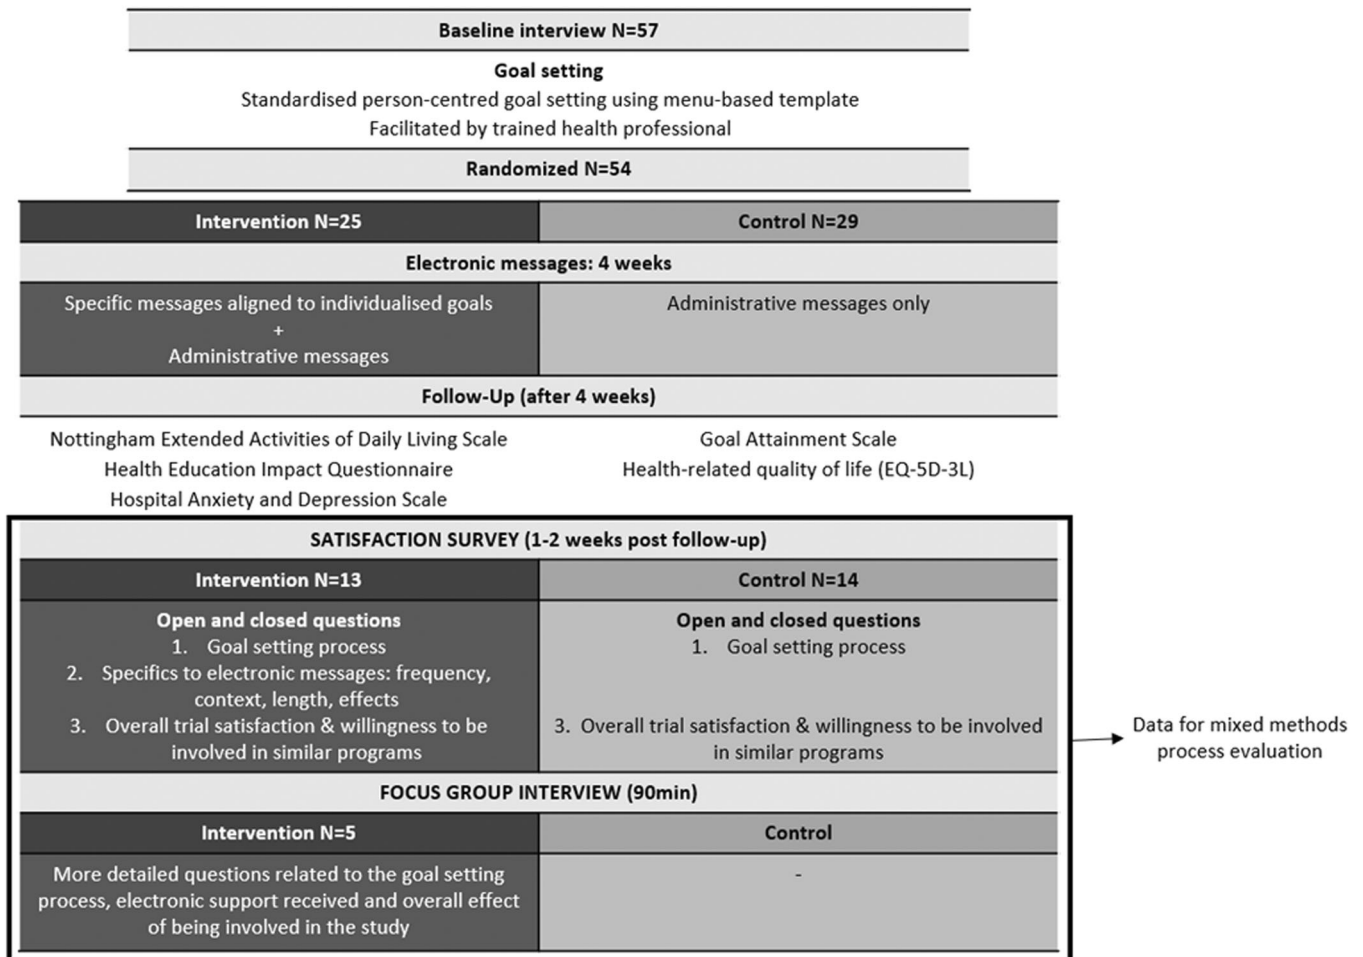 Baseline interview N=57
Goal setting
Standardised person-centred goal setting using menu-based template
Facilitated by trained health professional
Randomized N=54
Intervention N=25
Control N=29
Electronic messages: 4 weeks
Specific messages aligned to individualised goals
+
Administrative messages
Administrative messages only
Follow-Up (after 4 weeks)
Nottingham Extended Activities of Daily Living Scale
Health Education Impact Questionnaire
Hospital Anxiety and Depression Scale
Goal Attainment Scale
Health-related quality of life (EQ-5D-3L)
SATISFACTION SURVEY (1-2 weeks post follow-up)
Intervention N=13
Control N=14
Open and closed questions
1. Goal setting process
2. Specifics to electronic messages: frequency,
context, length, effects
3. Overall trial satisfaction & willingness to be
involved in similar programs
Open and closed questions
1. Goal setting process
3. Overall trial satisfaction & willingness to be involved
in similar programs
Data for mixed methods
process evaluation
FOCUS GROUP INTERVIEW (90min)
Intervention N=5
Control
More detailed questions related to the goal setting
process, electronic support received and overall effect
of being involved in the study
-